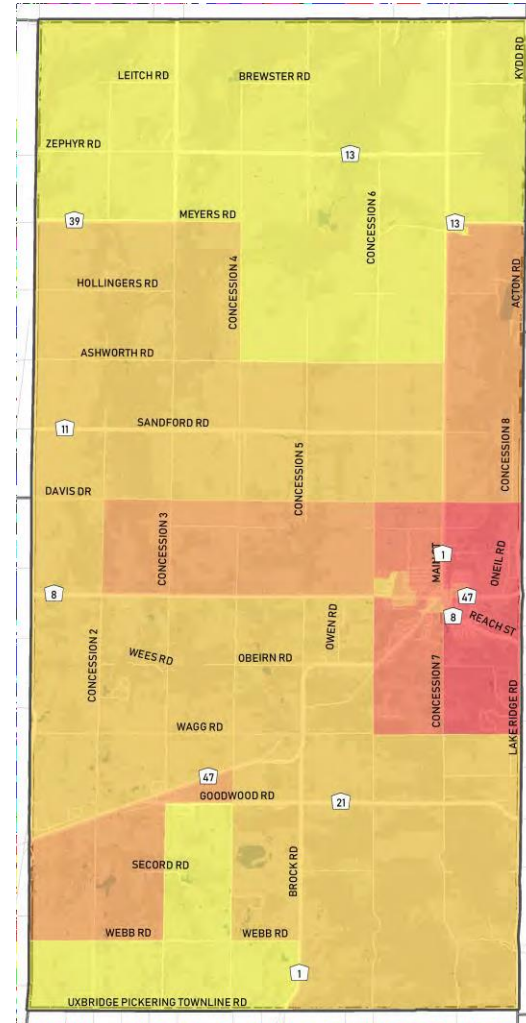 KYDD RD
LEITCH RD
BREWSTER RD
ZEPHYR RD
13
CONCESSION 6
MEYERS RD
39
13
CONCESSION 4
ACTON RD
HOLLINGERS RD
ASHWORTH RD
SANDFORD RD
11
CONCESSION 5
CONCESSION 8
DAVIS DR
CONCESSION 3
1
ONEIL RD
8
47
8
REACH ST
OWEN RD
CONCESSION 2
WEES RD
OBEIRN RD
CONCESSION 7
LAKE RIDGE RD
WAGG RD
47
GOODWOOD RD
21
SECORD RD
BROCK RD
WEBB RD
WEBB RD
1
UXBRIDGE PICKERING TOWNLINE RD